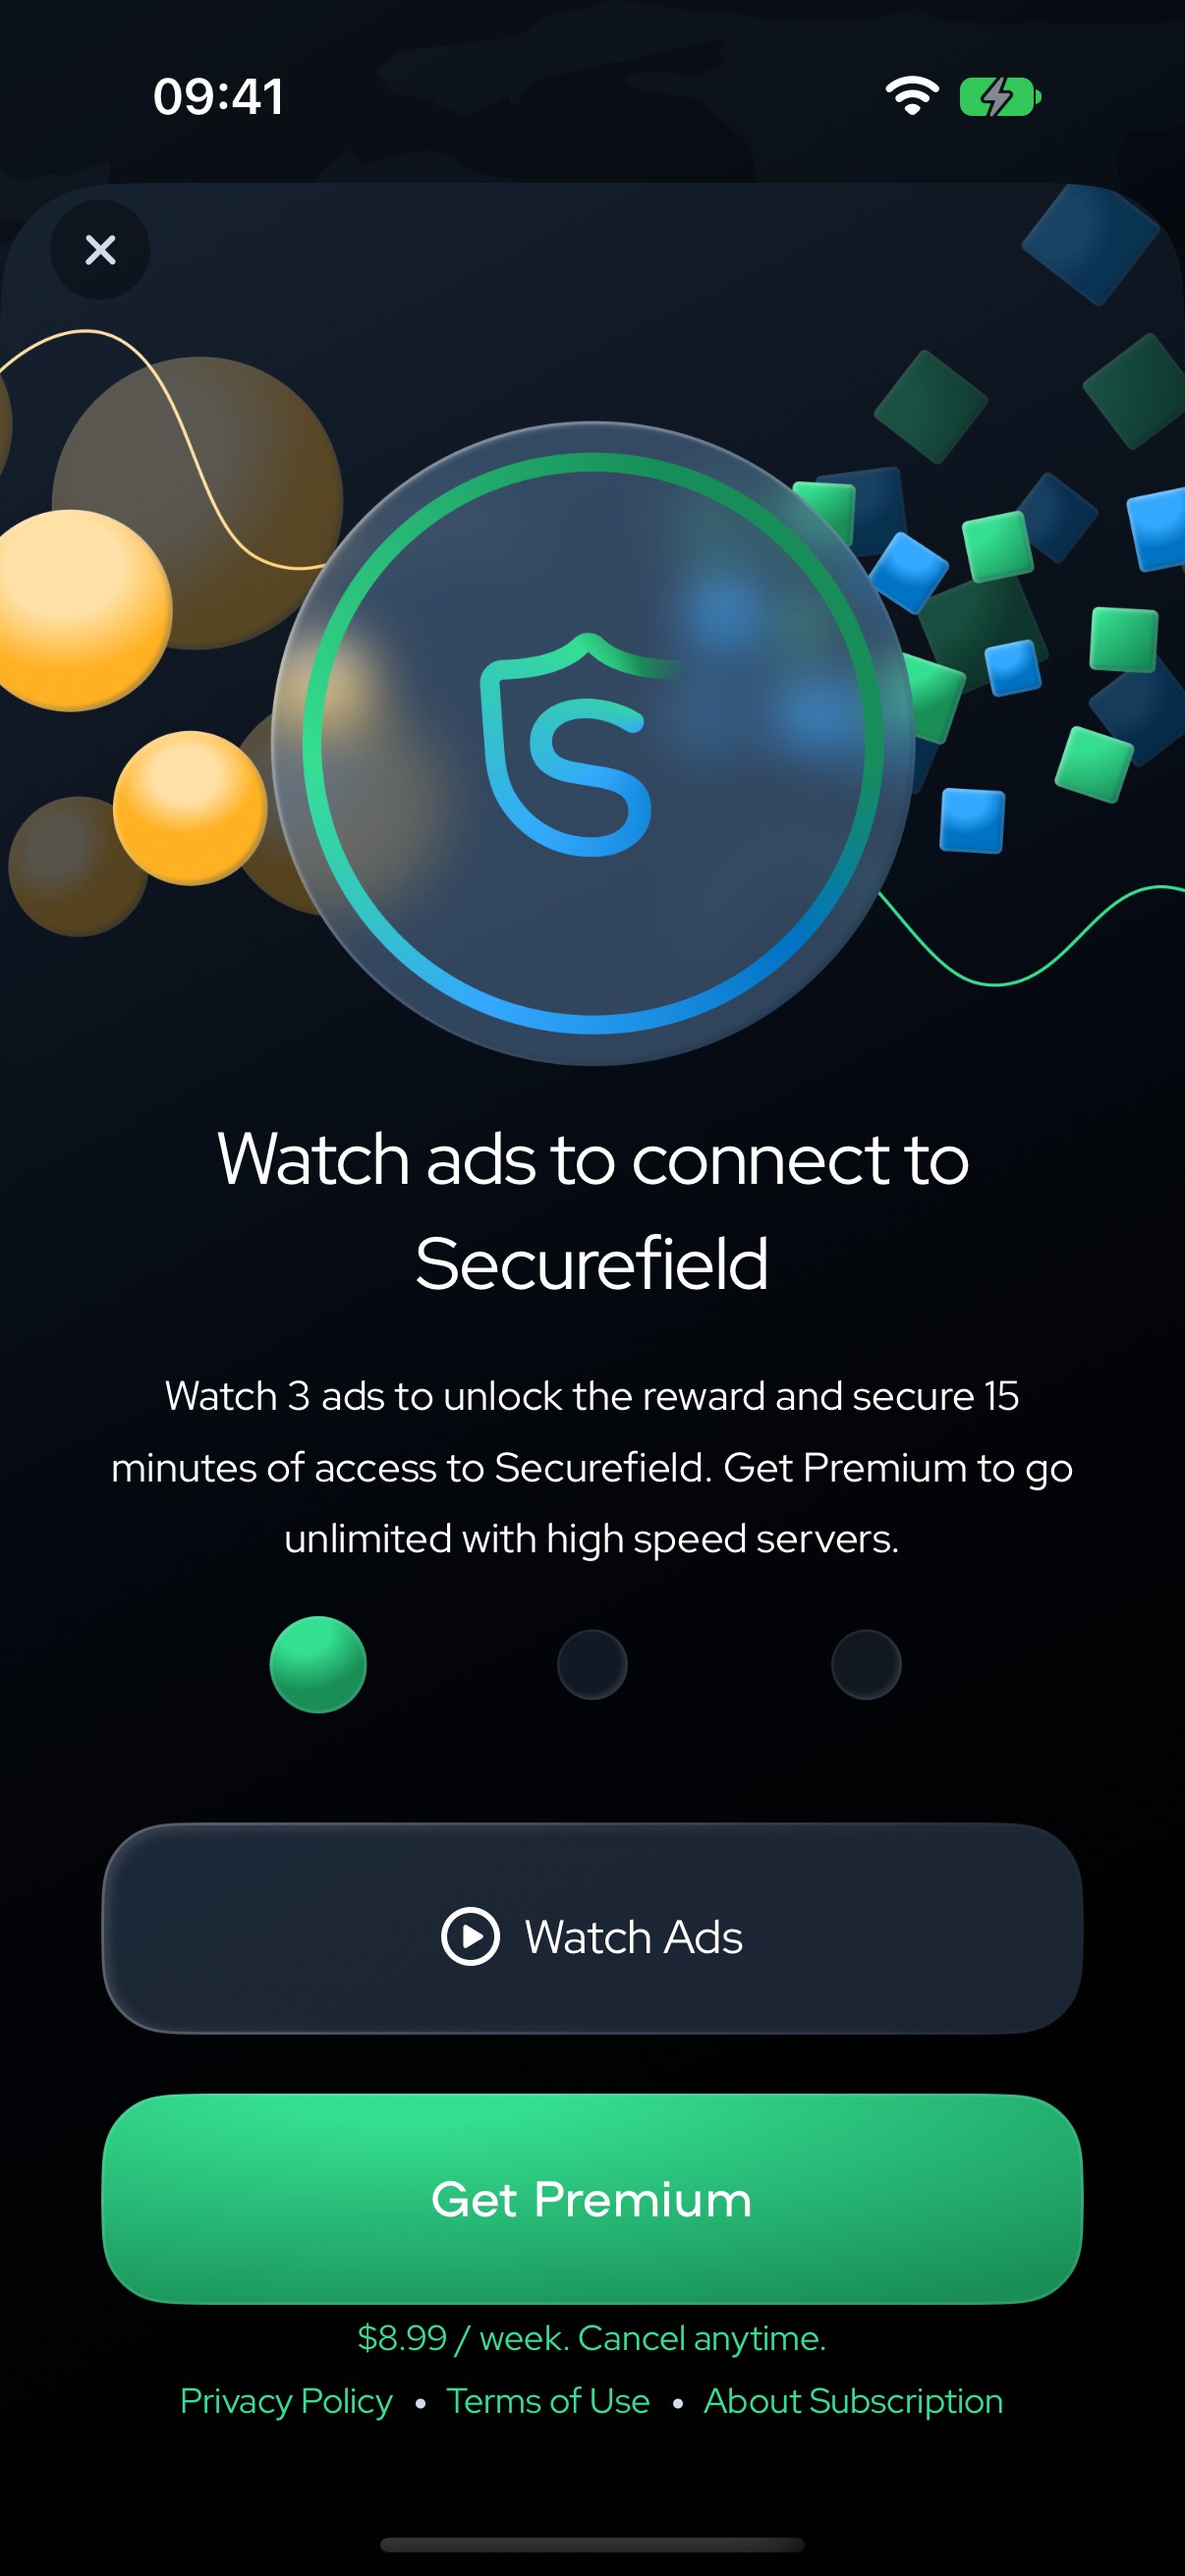 09:41
Watch ads to connect to
Securefield
Watch 3 ads to unlock the reward and secure 15
minutes of access to Securefield. Get Premium to go
unlimited with high speed servers.
Watch Ads
Get Premium
$8.99 / week. Cancel anytime.
Privacy Policy • Terms of Use • About Subscription